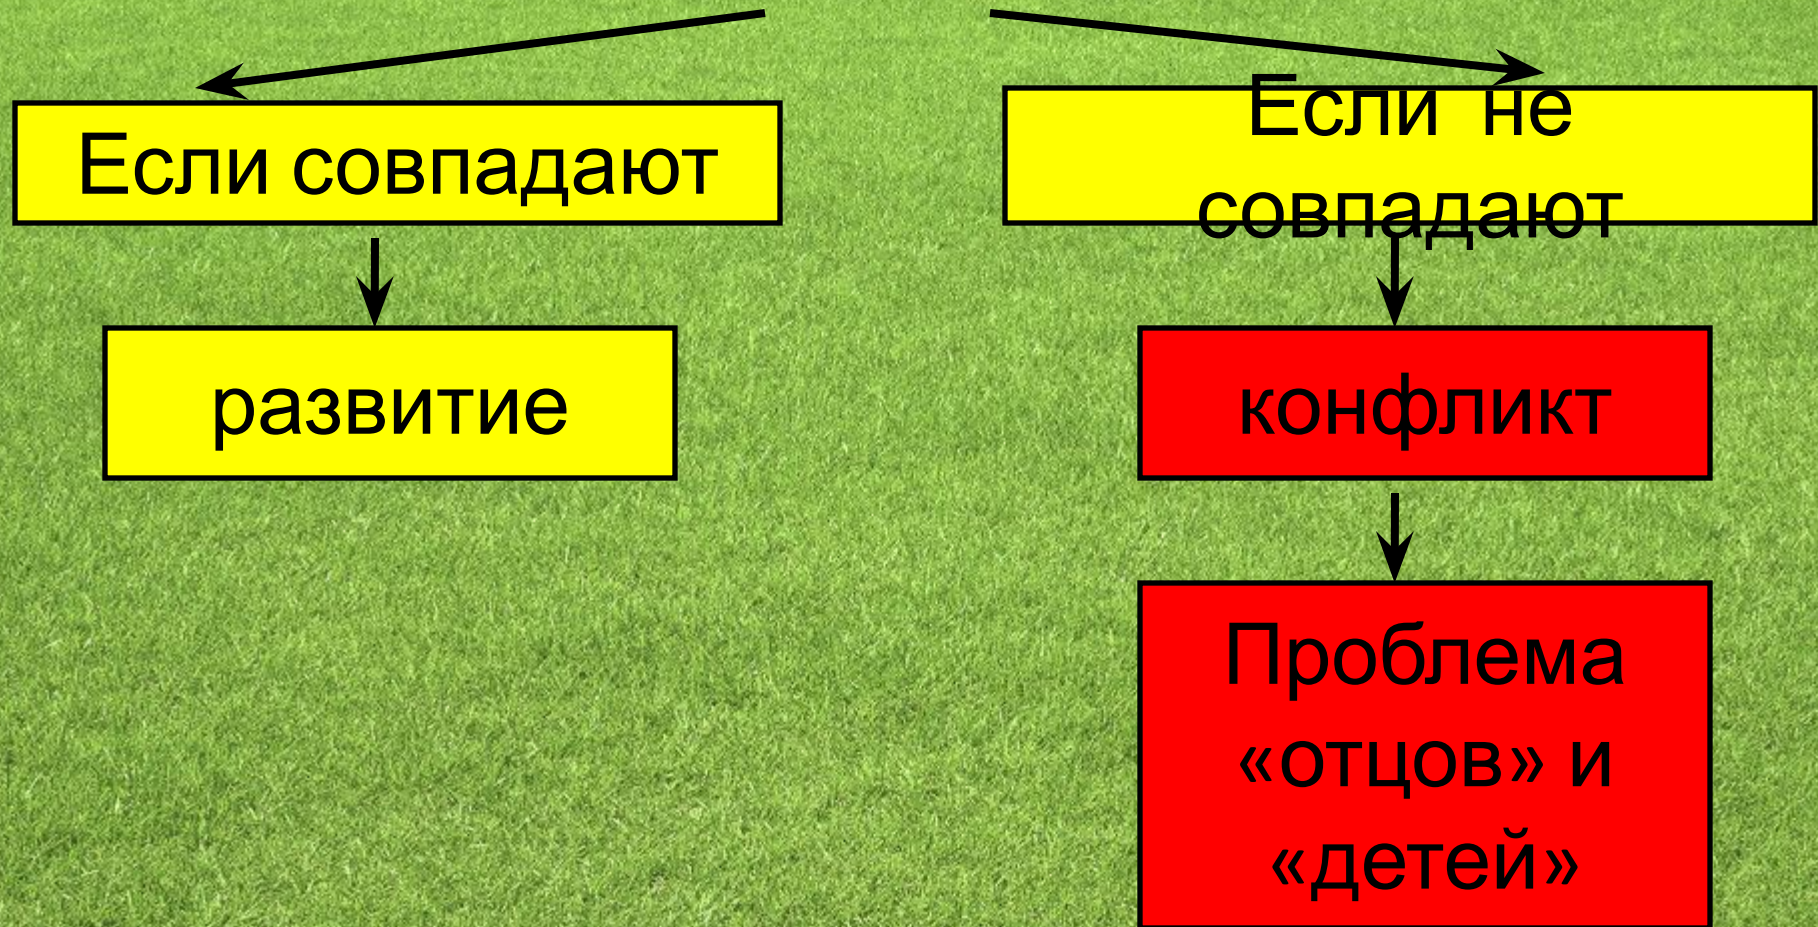 Если совпадают
Если не
совпадают
развитие
конфликт
Проблема
«отцов» и
«детей»